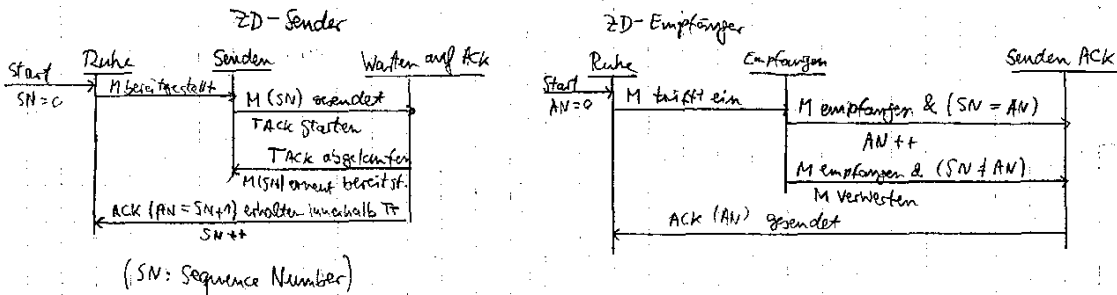 ZD-Sender
Start
SN=0
Ruhe
Senden
Warten auf ACK
M bereitgestellt
M (SN) gesendet
TACK starten
TACK abgelaufen
M(SN) erneut bereitst.
ACK (AN=SN+1) erhalten innerhalb
SN++
(SN: Sequence Number)
ZD-Empfänger
Start
AN=0
Ruhe
Empfangen
Senden ACK
M trifft ein
M empfangen & (SN = AN)
AN++
M empfangen & (SN ≠ AN)
M verwerfen
ACK (AN) gesendet